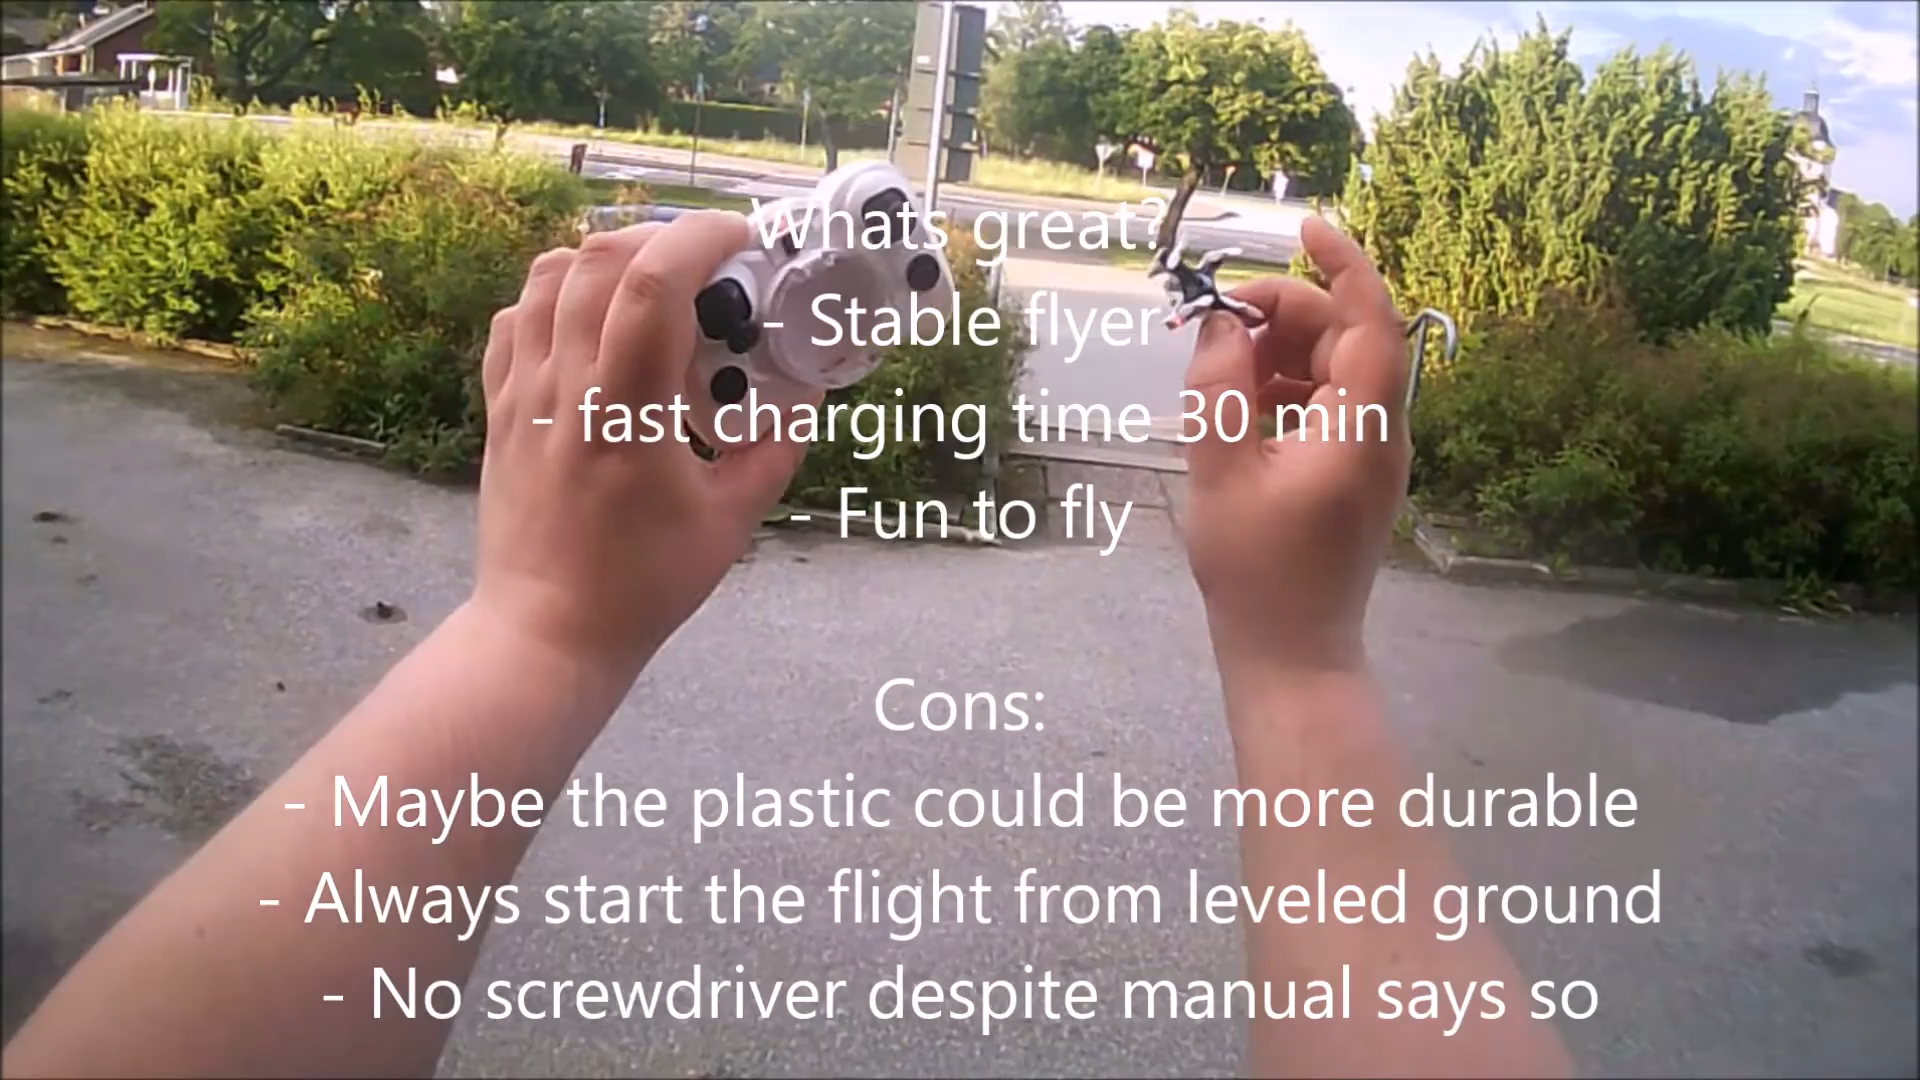 Whats great?
- Stable flyer
- fast charging time 30 min
- Fun to fly
Cons:
- Maybe the plastic could be more durable
- Always start the flight from leveled ground
- No screwdriver despite manual says so